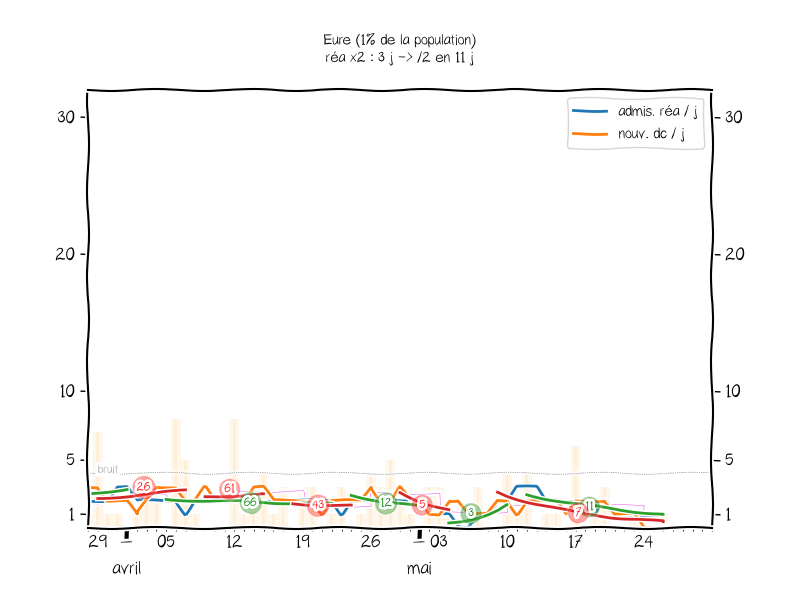 Eure (1% de la population)
réa x2 : 3 j -> /2 en 11 j
admis. réa / j
nouv. dc / j
30 30
20 20
10 10
5 5
bruit
1 1
26 61 66 43 12 5 3 7 11
29 1 05 12 19 26 1 03 10 17 24
avril mai